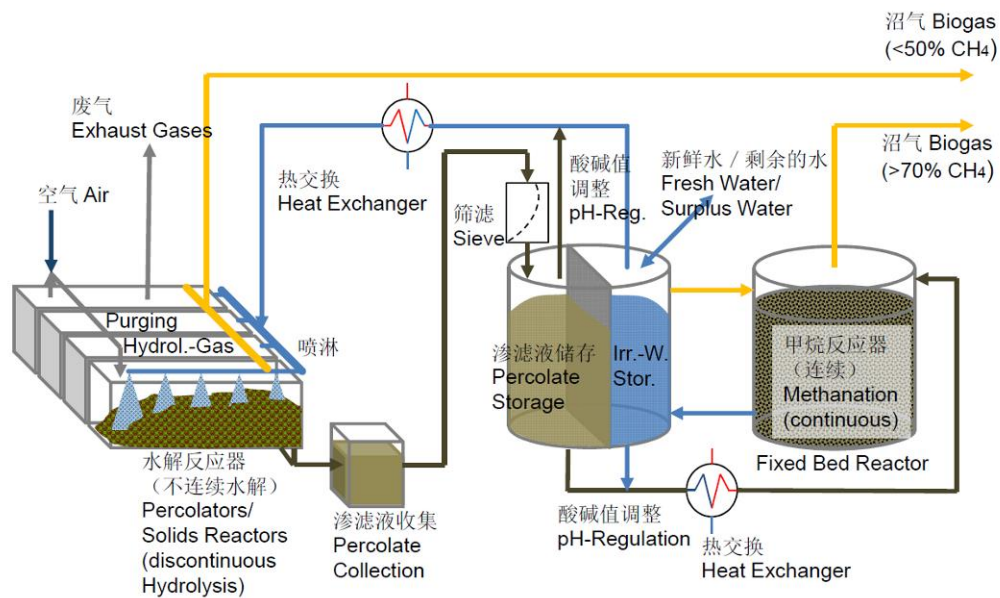 沼气 Biogas
(<50% CH4)
废气
Exhaust Gases
沼气 Biogas
(>70% CH4)
空气 Air
热交换
Heat Exchanger
酸碱值
调整
pH-Reg.
新鲜水 / 剩余的水
Fresh Water/
Surplus Water
筛滤
Sieve
Purging
Hydrol.-Gas
喷淋
渗滤液储存
Percolate
Storage
Irr.-W.
Stor.
甲烷反应器
（连续）
Methanation
(continuous)
Fixed Bed Reactor
水解反应器
（不连续水解）
Percolators/
Solids Reactors
(discontinuous
Hydrolysis)
渗滤液收集
Percolate
Collection
酸碱值调整
pH-Regulation
热交换
Heat Exchanger